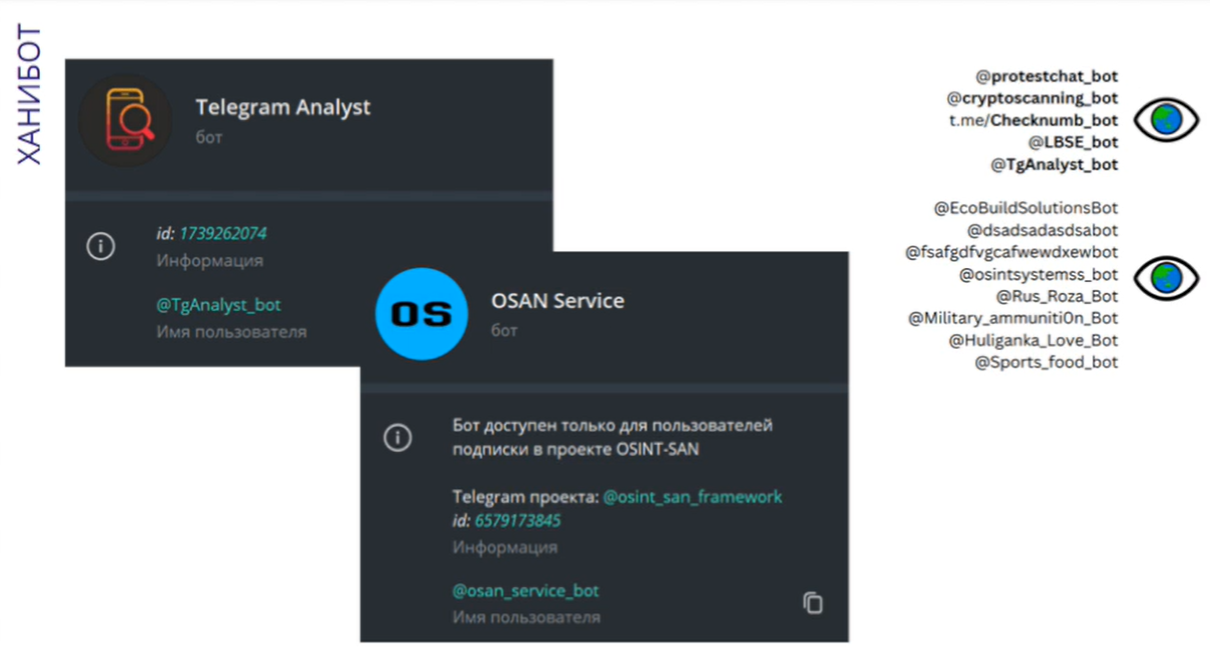 ХАНИБОТ
Telegram Analyst
бот
id: 1739262074
Информация
@TgAnalyst_bot
Имя пользователя
OS
OSAN Service
бот
Бот доступен только для пользователей
подписки в проекте OSINT-SAN
Telegram проекта: @osint_san_framework
id: 6579173845
Информация
@osan_service_bot
Имя пользователя
@protestchat_bot
@cryptoscanning_bot
t.me/Checknumb_bot
@LBSE_bot
@TgAnalyst_bot
@EcoBuildSolutionsBot
@dsadsadasdsabot
@fsafgdfvgcafwewdxewbot
@osintsystemss_bot
@Rus_Roza_Bot
@Military_ammuniti0n_Bot
@Huliganka_Love_Bot
@Sports_food_bot